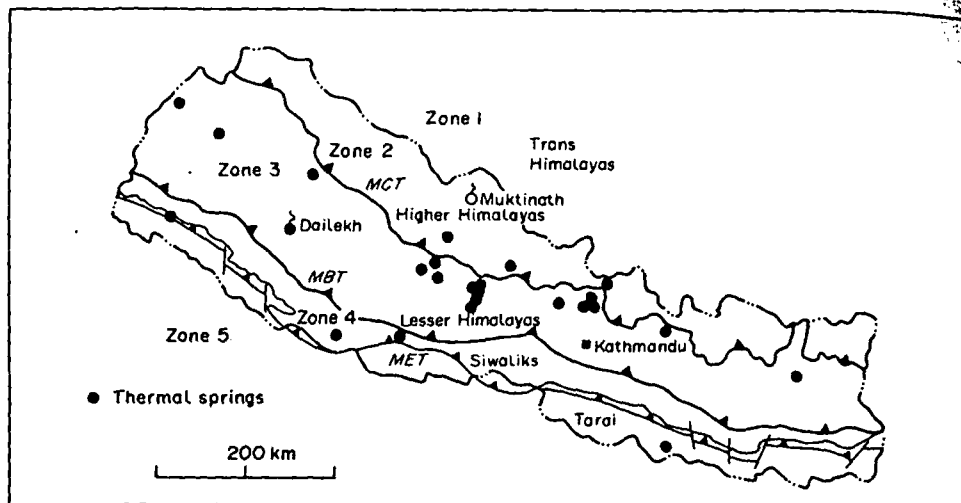 Zone 1
Trans
Himalayas
Zone 2
Zone 3
MCT
Muktinath
Higher Himalayas
Dailekh
MBT
Zone 4
Lesser Himalayas
Zone 5
Kathmandu
MET
Siwaliks
Thermal springs
Tarai
200 km